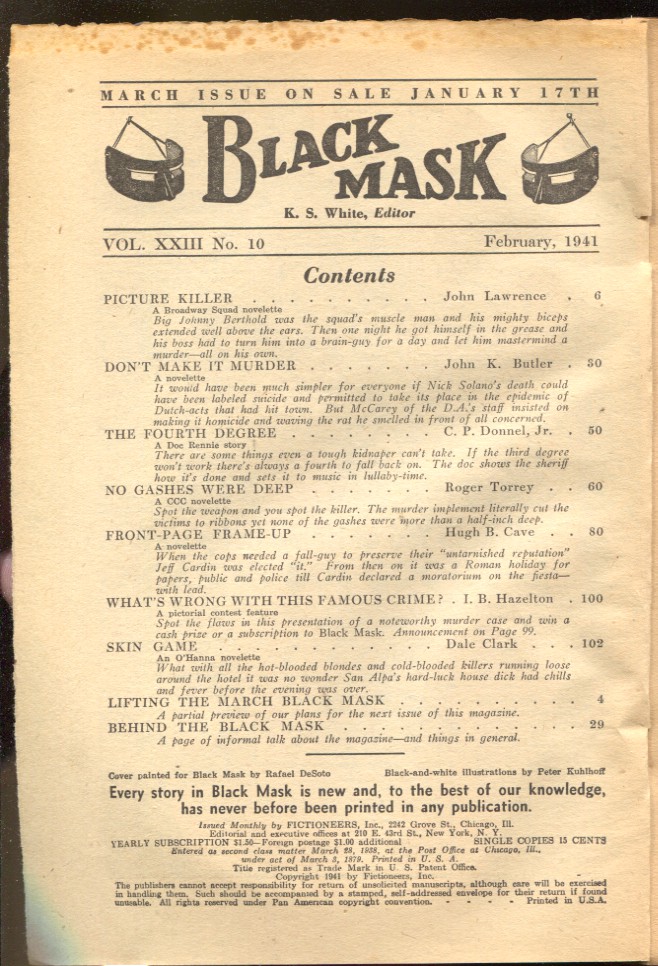 MARCH ISSUE ON SALE JANUARY 17TH
BLACK
MASK
K. S. White, Editor
VOL. XXIII No. 10 February, 1941
Contents
PICTURE KILLER . . . . . . . . . . John Lawrence . 6
A Broadway Squad novelette
Big Johnny Berthold was the squad's muscle man and his mighty biceps
extended well above the ears. Then one night he got himself in the grease and
his boss had to turn him into a brain-guy for a day and let him mastermind a
murder—all on his own.
DON'T MAKE IT MURDER . . . . . . . John K. Butler . 30
A novelette
It would have been much simpler for everyone if Nick Solano's death could
have been labeled suicide and permitted to take its place in the epidemic of
Dutch-acts that had hit town. But McCarey of the D.A.'s staff insisted on
making it homicide and waving the rat he smelled in front of all concerned.
THE FOURTH DEGREE . . . . . . . . C. P. Donnel, Jr. . 50
A Doc Rennie story
There are some things even a tough kidnaper can't take. If the third degree
won't work there's always a fourth to fall back on. The doc shows the sheriff
how it's done and sets it to music in lullaby-time.
NO GASHES WERE DEEP . . . . . . . Roger Torrey . . 60
A CCC novelette
Spot the weapon and you spot the killer. The murder implement literally cut the
victims to ribbons yet none of the gashes were more than a half-inch deep.
FRONT-PAGE FRAME-UP . . . . . . . Hugh B. Cave . . 80
A novelette
When the cops needed a fall-guy to preserve their "untarnished reputation"
Jeff Cardin was elected "it." From then on it was a Roman holiday for
papers, public and police till Cardin declared a moratorium on the fiesta—
with lead.
WHAT'S WRONG WITH THIS FAMOUS CRIME? . I. B. Hazelton . 100
A pictorial contest feature
Spot the flaws in this presentation of a noteworthy murder case and win a
cash prize or a subscription to Black Mask. Announcement on Page 99.
SKIN GAME . . . . . . . . . . . Dale Clark . . . 102
An O'Hanna novelette
What with all the hot-blooded blondes and cold-blooded killers running loose
around the hotel it was no wonder San Alpa's hard-luck house dick had chills
and fever before the evening was over.
LIFTING THE MARCH BLACK MASK . . . . . . . . . . 4
A partial preview of our plans for the next issue of this magazine.
BEHIND THE BLACK MASK . . . . . . . . . . . . . 29
A page of informal talk about the magazine—and things in general.
Cover painted for Black Mask by Rafael DeSoto Black-and-white illustrations by Peter Kuhlhoff
Every story in Black Mask is new and, to the best of our knowledge,
has never before been printed in any publication.
Issued Monthly by FICTIONEERS, Inc., 2242 Grove St., Chicago, Ill.
Editorial and executive offices at 210 E. 43rd St., New York, N. Y.
YEARLY SUBSCRIPTION $1.50—Foreign postage $1.00 additional SINGLE COPIES 15 CENTS
Entered as second class matter March 28, 1938, at the Post Office at Chicago, Ill.,
under act of March 3, 1879. Printed in U. S. A.
Title registered as Trade Mark in U. S. Patent Office.
Copyright 1941 by Fictioneers, Inc.
The publishers cannot accept responsibility for return of unsolicited manuscripts, although care will be exercised
in handling them. Such should be accompanied by a stamped, self-addressed envelope for their return if found
unusable. All rights reserved under Pan American copyright convention. - - - - Printed in U.S.A.